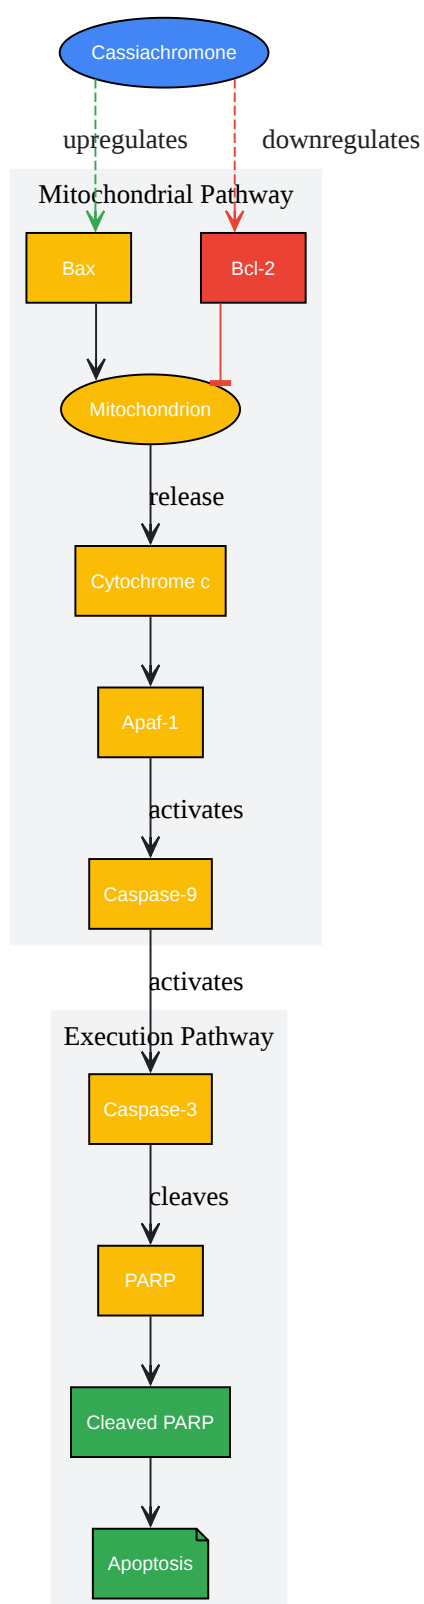 Cassiachromone
upregulates
downregulates
Mitochondrial Pathway
Bax
Bcl-2
Mitochondrion
release
Cytochrome c
Apaf-1
activates
Caspase-9
activates
Execution Pathway
Caspase-3
cleaves
PARP
Cleaved PARP
Apoptosis